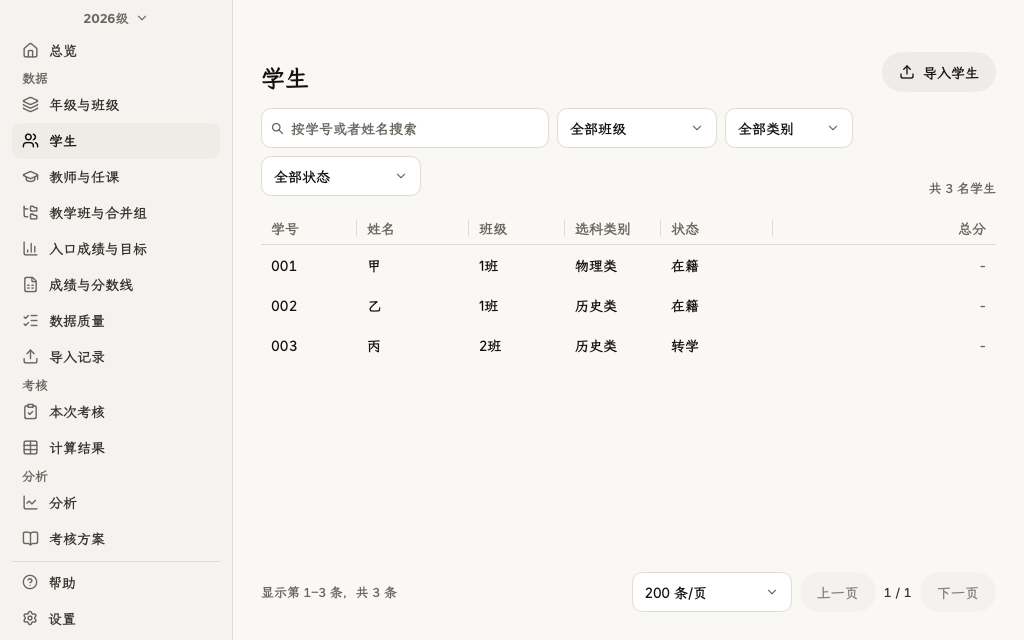 2026级
总览
数据
年级与班级
学生
教师与任课
教学班与合并组
入口成绩与目标
成绩与分数线
数据质量
导入记录
考核
本次考核
计算结果
分析
分析
考核方案
帮助
设置
学生
导入学生
按学号或者姓名搜索
全部班级
全部类别
全部状态
共 3 名学生
学号 姓名 班级 选科类别 状态 总分
001 甲 1班 物理类 在籍 -
002 乙 1班 历史类 在籍 -
003 丙 2班 历史类 转学 -
显示第 1–3 条，共 3 条
200 条/页
上一页
1 / 1
下一页